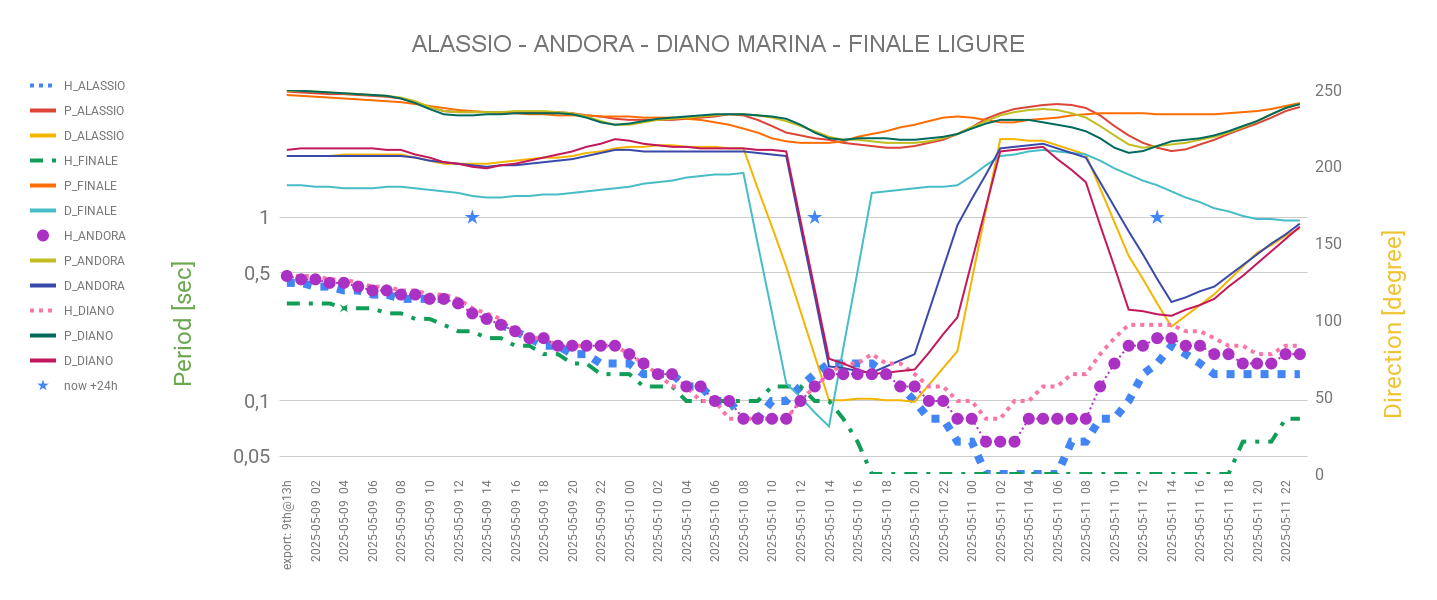 ALASSIO - ANDORA - DIANO MARINA - FINALE LIGURE
H_ALASSIO
P_ALASSIO
D_ALASSIO
H_FINALE
P_FINALE
D_FINALE
H_ANDORA
P_ANDORA
D_ANDORA
H_DIANO
P_DIANO
D_DIANO
now +24h
Period [sec]
1
0,5
0,1
0,05
250
200
150
100
50
0
Direction [degree]
export: 9th@13h
2025-05-09 02
2025-05-09 04
2025-05-09 06
2025-05-09 08
2025-05-09 10
2025-05-09 12
2025-05-09 14
2025-05-09 16
2025-05-09 18
2025-05-09 20
2025-05-09 22
2025-05-10 00
2025-05-10 02
2025-05-10 04
2025-05-10 06
2025-05-10 08
2025-05-10 10
2025-05-10 12
2025-05-10 14
2025-05-10 16
2025-05-10 18
2025-05-10 20
2025-05-10 22
2025-05-11 00
2025-05-11 02
2025-05-11 04
2025-05-11 06
2025-05-11 08
2025-05-11 10
2025-05-11 12
2025-05-11 14
2025-05-11 16
2025-05-11 18
2025-05-11 20
2025-05-11 22